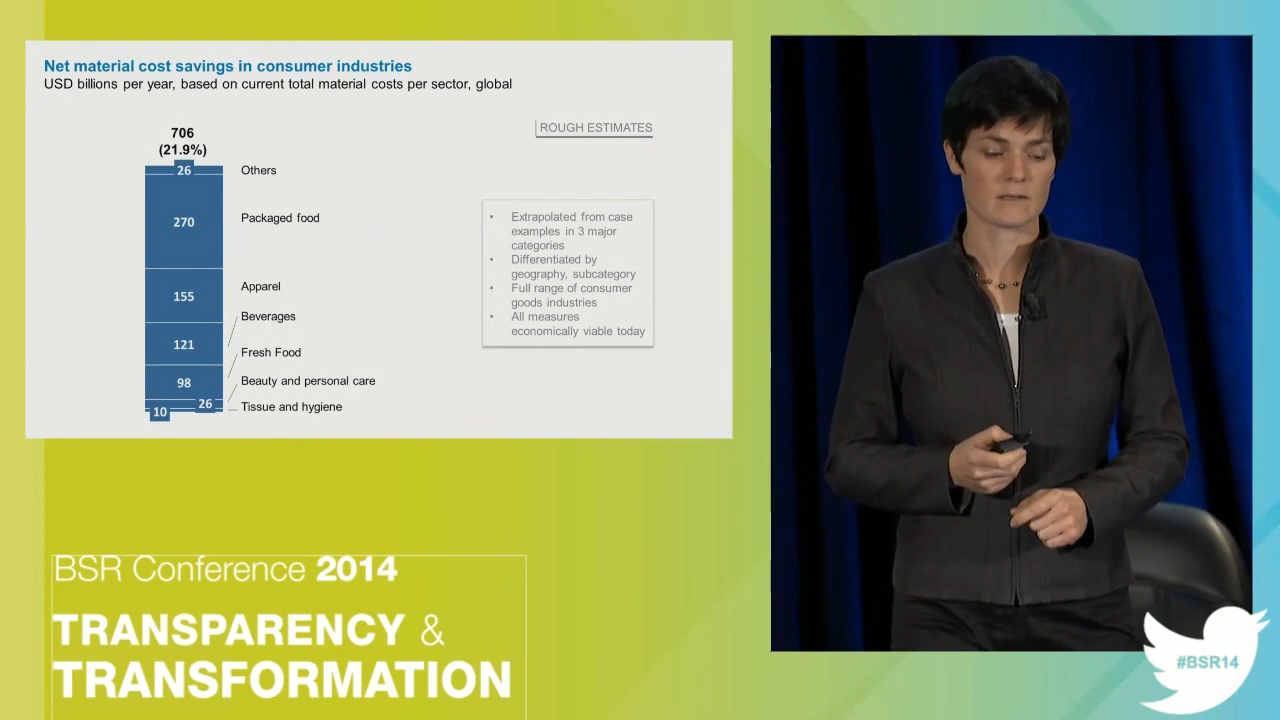 Net material cost savings in consumer industries
USD billions per year, based on current total material costs per sector, global
ROUGH ESTIMATES
706
(21.9%)
26
Others
270
Packaged food
155
Apparel
Beverages
121
Fresh Food
98
Beauty and personal care
26
10
Tissue and hygiene
• Extrapolated from case
examples in 3 major
categories
• Differentiated by
geography, subcategory
• Full range of consumer
goods industries
• All measures
economically viable today
BSR Conference 2014
TRANSPARENCY &
TRANSFORMATION
#BSR14